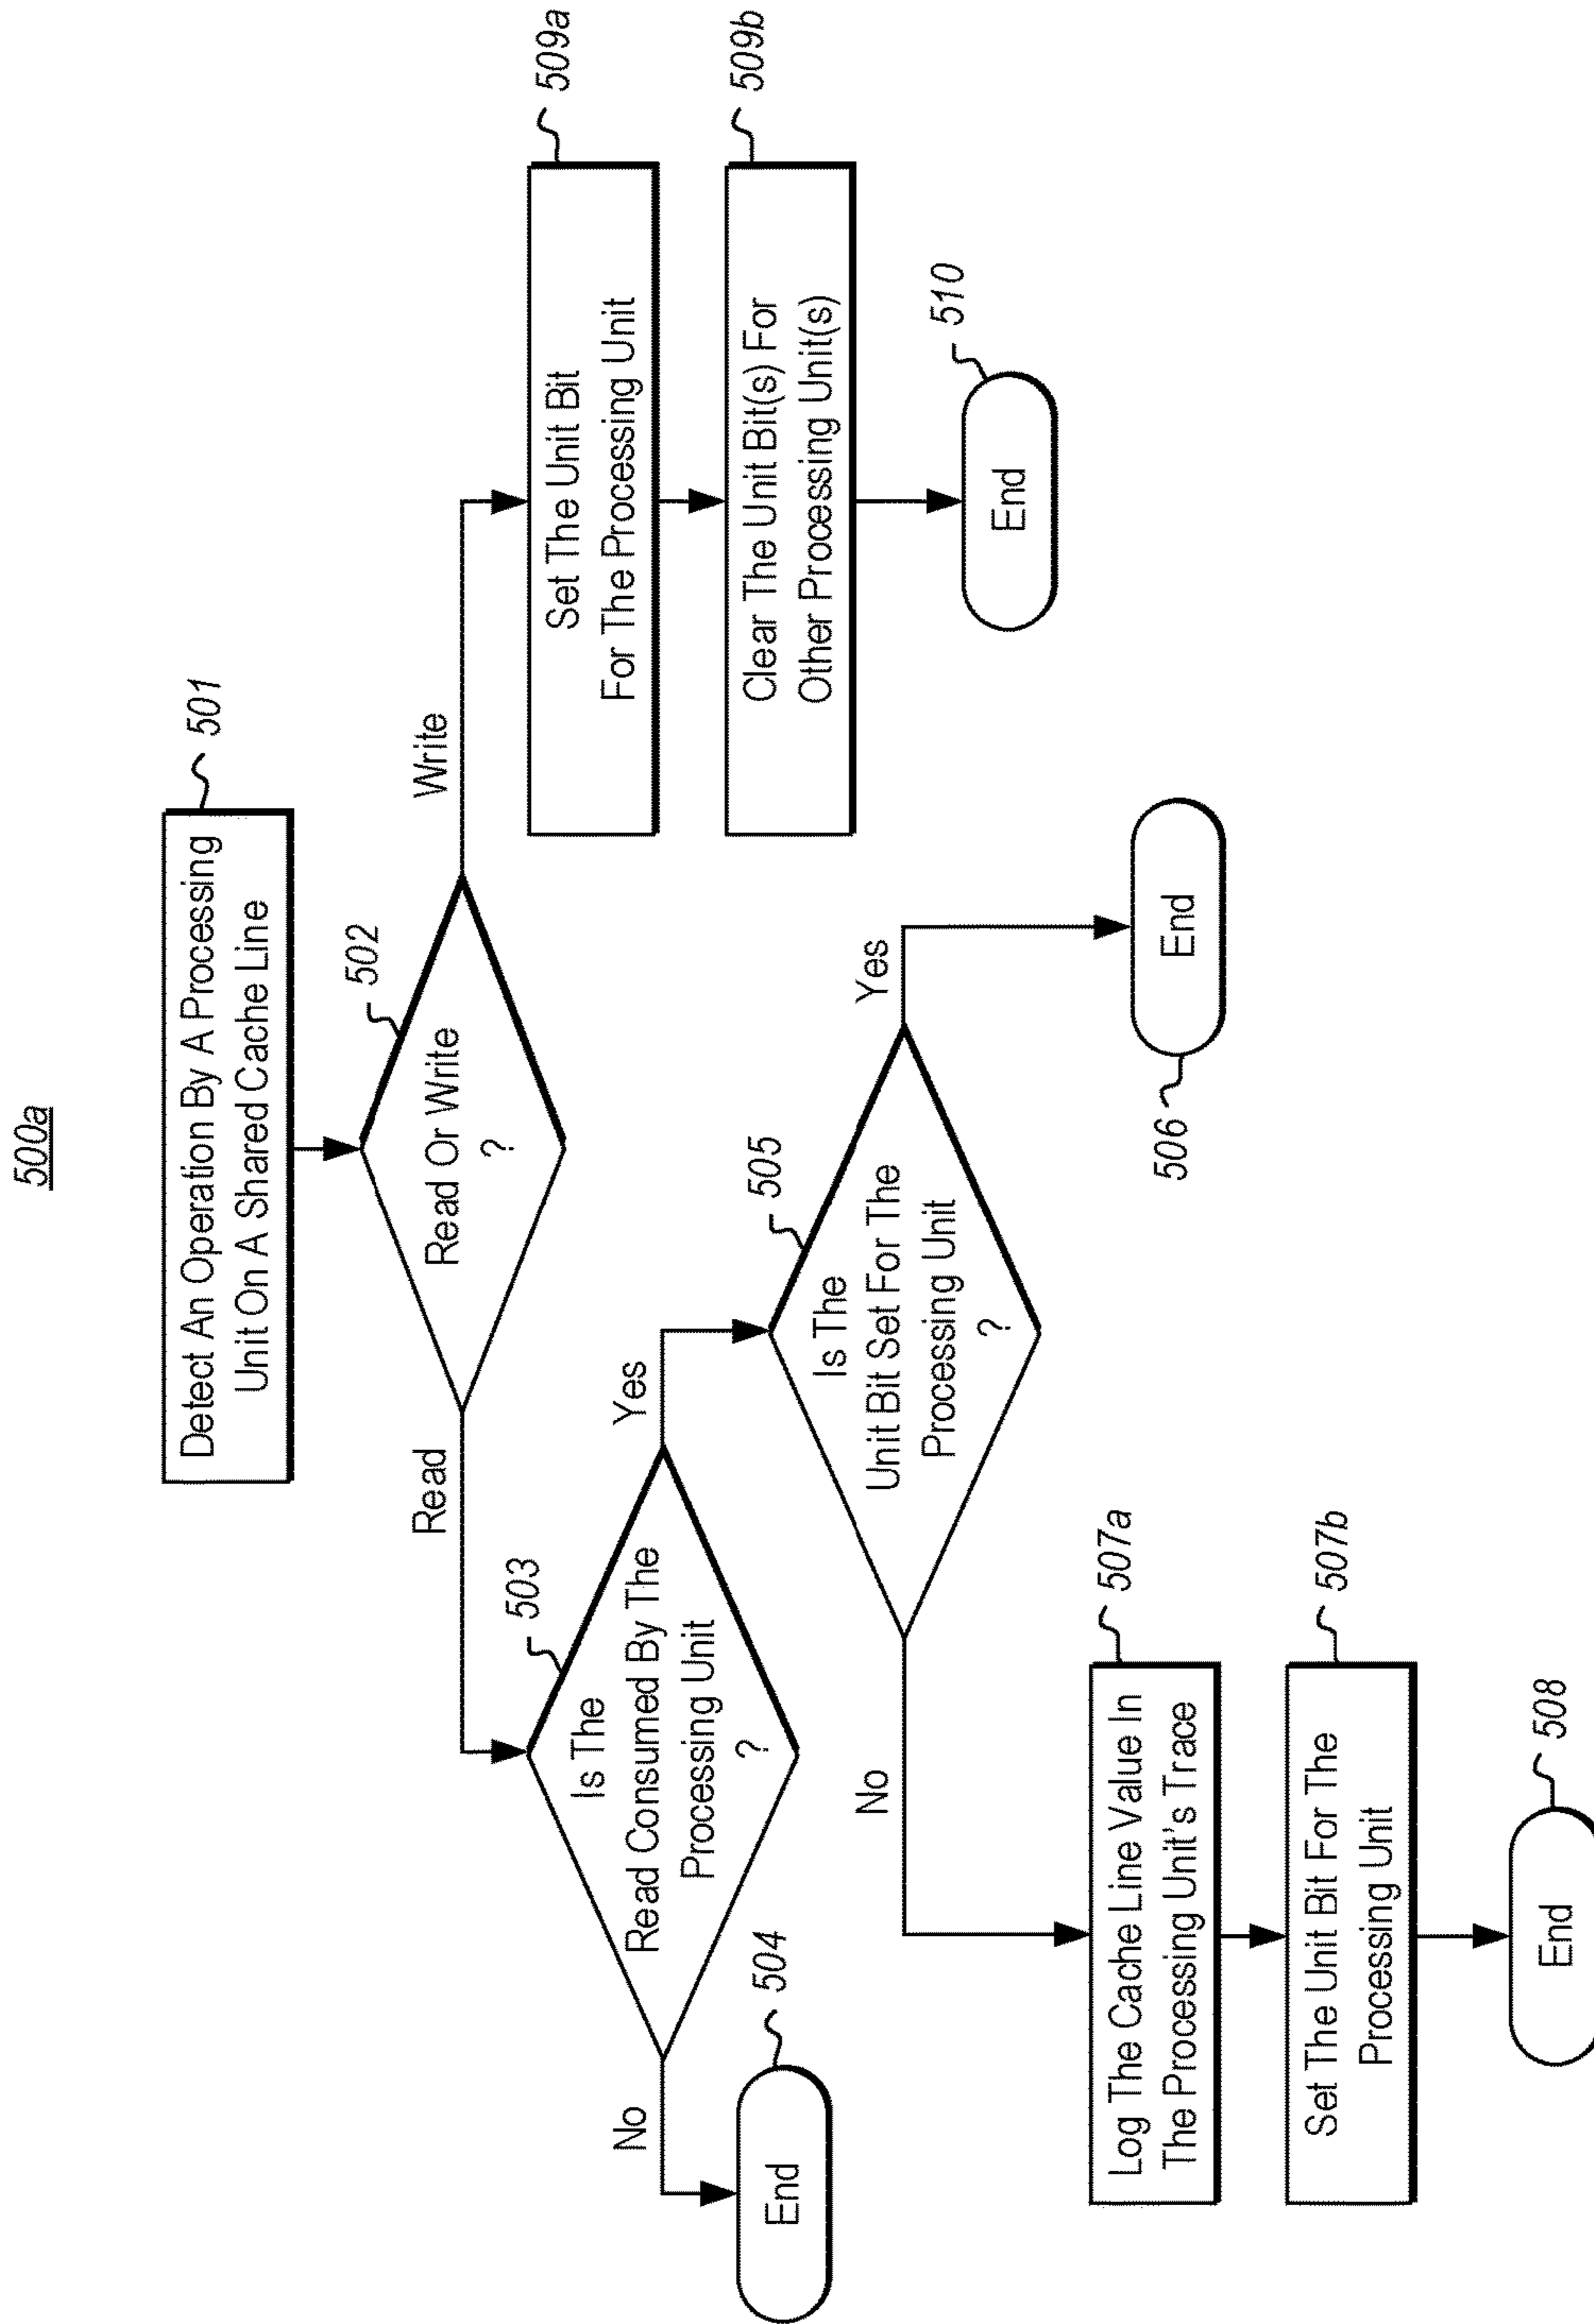 500a
Detect An Operation By A Processing
Unit On A Shared Cache Line
501
502
Read Or Write
?
Read
Write
503
Is The
Read Consumed By The
Processing Unit
?
No
Yes
504
End
505
Is The
Unit Bit Set For The
Processing Unit
?
No
Yes
506
End
507a
Log The Cache Line Value In
The Processing Unit's Trace
507b
Set The Unit Bit For The
Processing Unit
508
End
509a
Set The Unit Bit
For The Processing Unit
509b
Clear The Unit Bit(s) For
Other Processing Unit(s)
510
End